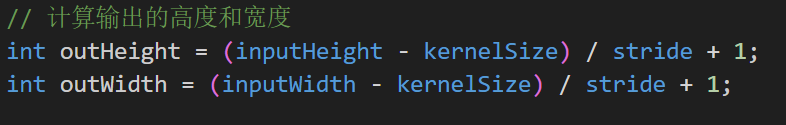 // 计算输出的高度和宽度
int outHeight = (inputHeight - kernelSize) / stride + 1;
int outWidth = (inputWidth - kernelSize) / stride + 1;